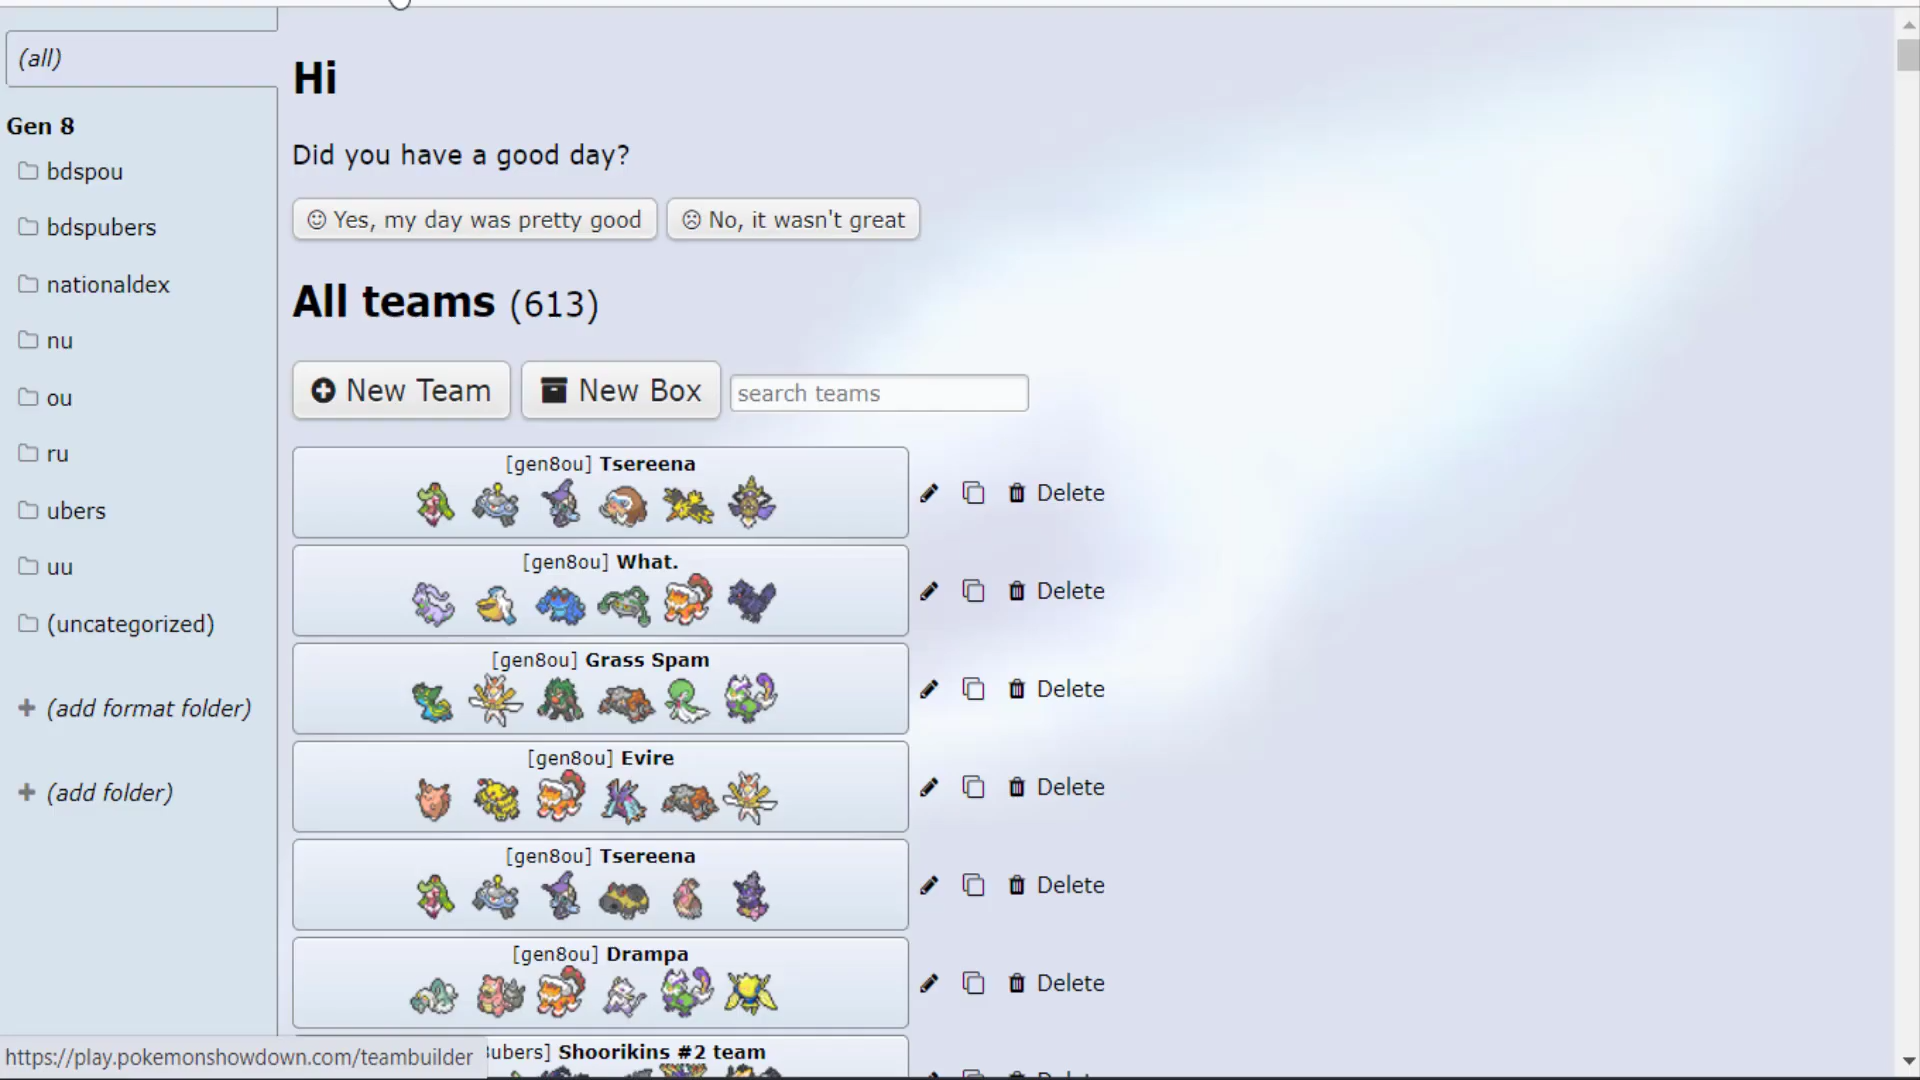 (all)
Gen 8
bdspou
bdspubers
nationaldex
nu
ou
ru
ubers
uu
(uncategorized)
(add format folder)
(add folder)
Hi
Did you have a good day?
Yes, my day was pretty good
No, it wasn't great
All teams (613)
New Team
New Box
search teams
[gen8ou] Tsereena
Delete
[gen8ou] What.
Delete
[gen8ou] Grass Spam
Delete
[gen8ou] Evire
Delete
[gen8ou] Tsereena
Delete
[gen8ou] Drampa
Delete
ubers] Shoorikins #2 team
https://play.pokemonshowdown.com/teambuilder